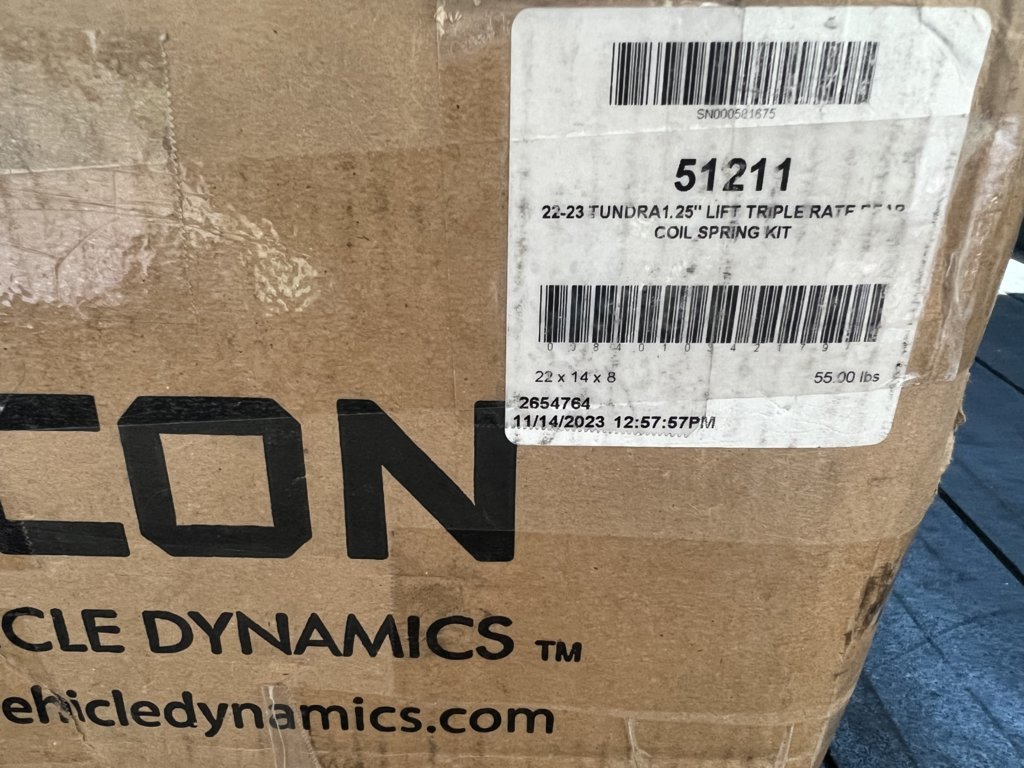 SN000581675
51211
22-23 TUNDRA1.25" LIFT TRIPLE RATE REAR
COIL SPRING KIT
22 x 14 x 8 55.00 lbs
2654764
11/14/2023 12:57:57PM
CON
CLE DYNAMICS TM
ehicledynamics.com